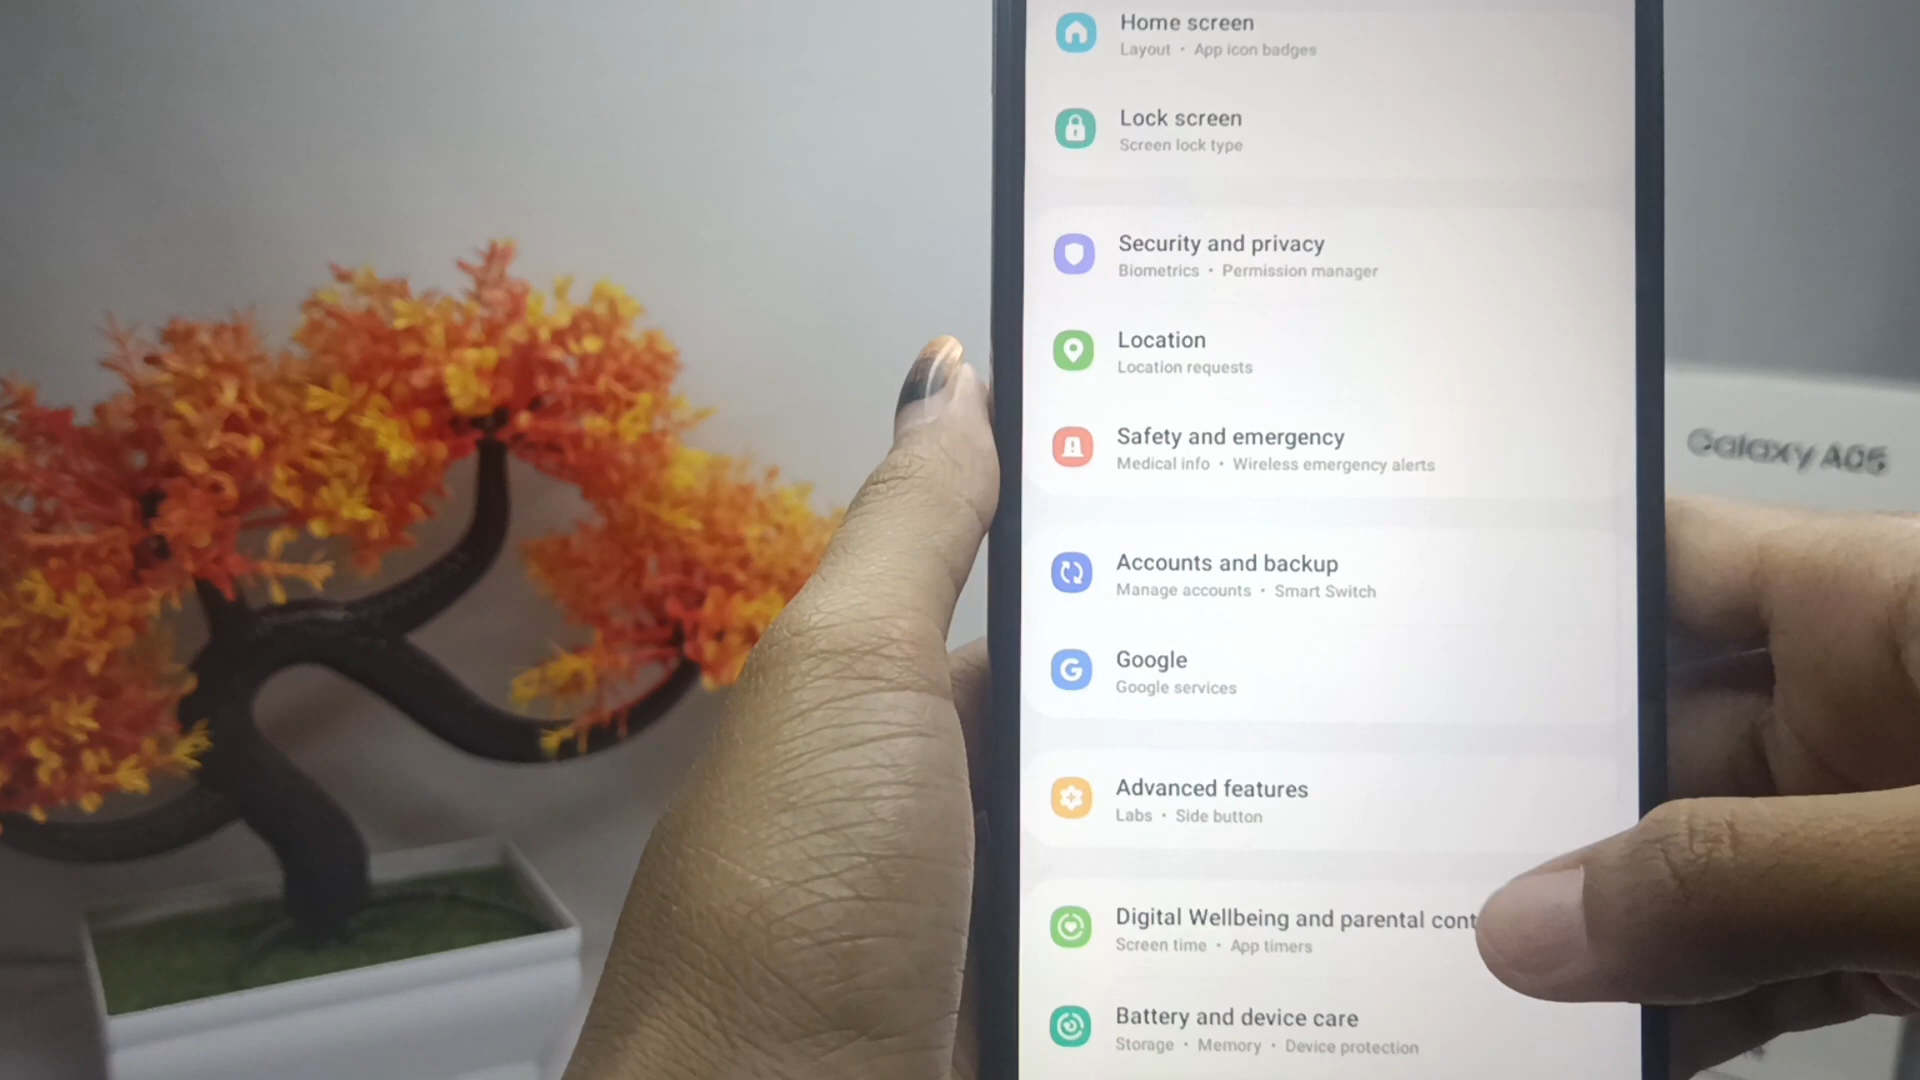 Home screen
Layout • App icon badges
Lock screen
Screen lock type
Security and privacy
Biometrics • Permission manager
Location
Location requests
Safety and emergency
Medical info • Wireless emergency alerts
Galaxy A05
Accounts and backup
Manage accounts • Smart Switch
Google
Google services
Advanced features
Labs • Side button
Digital Wellbeing and parental cont
Screen time • App timers
Battery and device care
Storage • Memory • Device protection